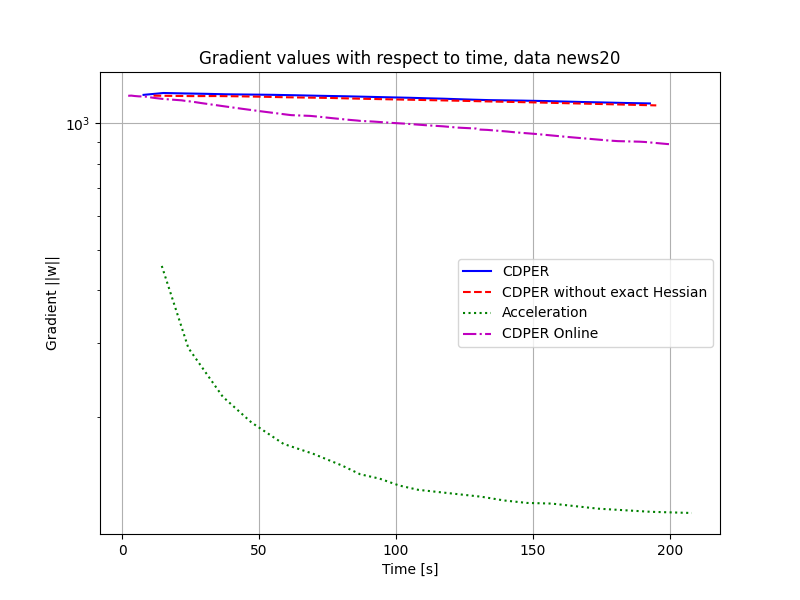 Gradient values with respect to time, data news20
10³
Gradient ||w||
CDPER
CDPER without exact Hessian
Acceleration
CDPER Online
0 50 100 150 200
Time [s]